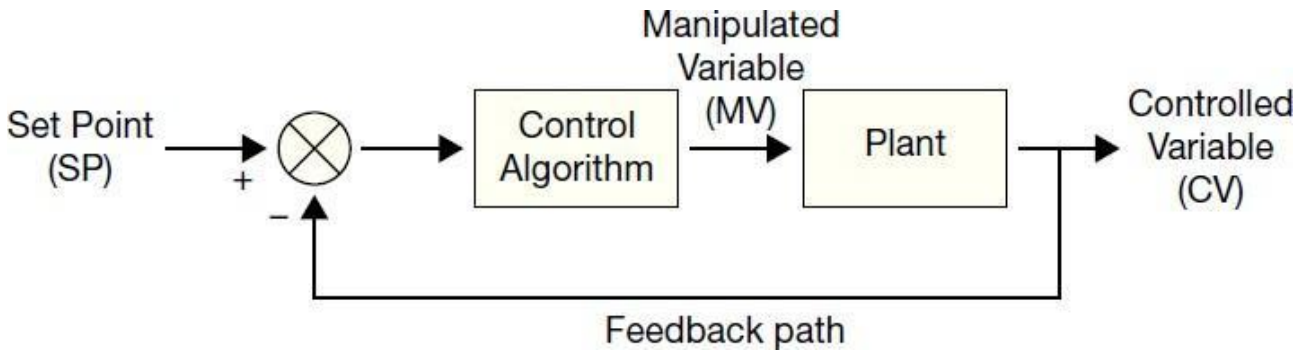 Manipulated
Variable
(MV)
Set Point
(SP)
+
−
Control
Algorithm
Plant
Controlled
Variable
(CV)
Feedback path